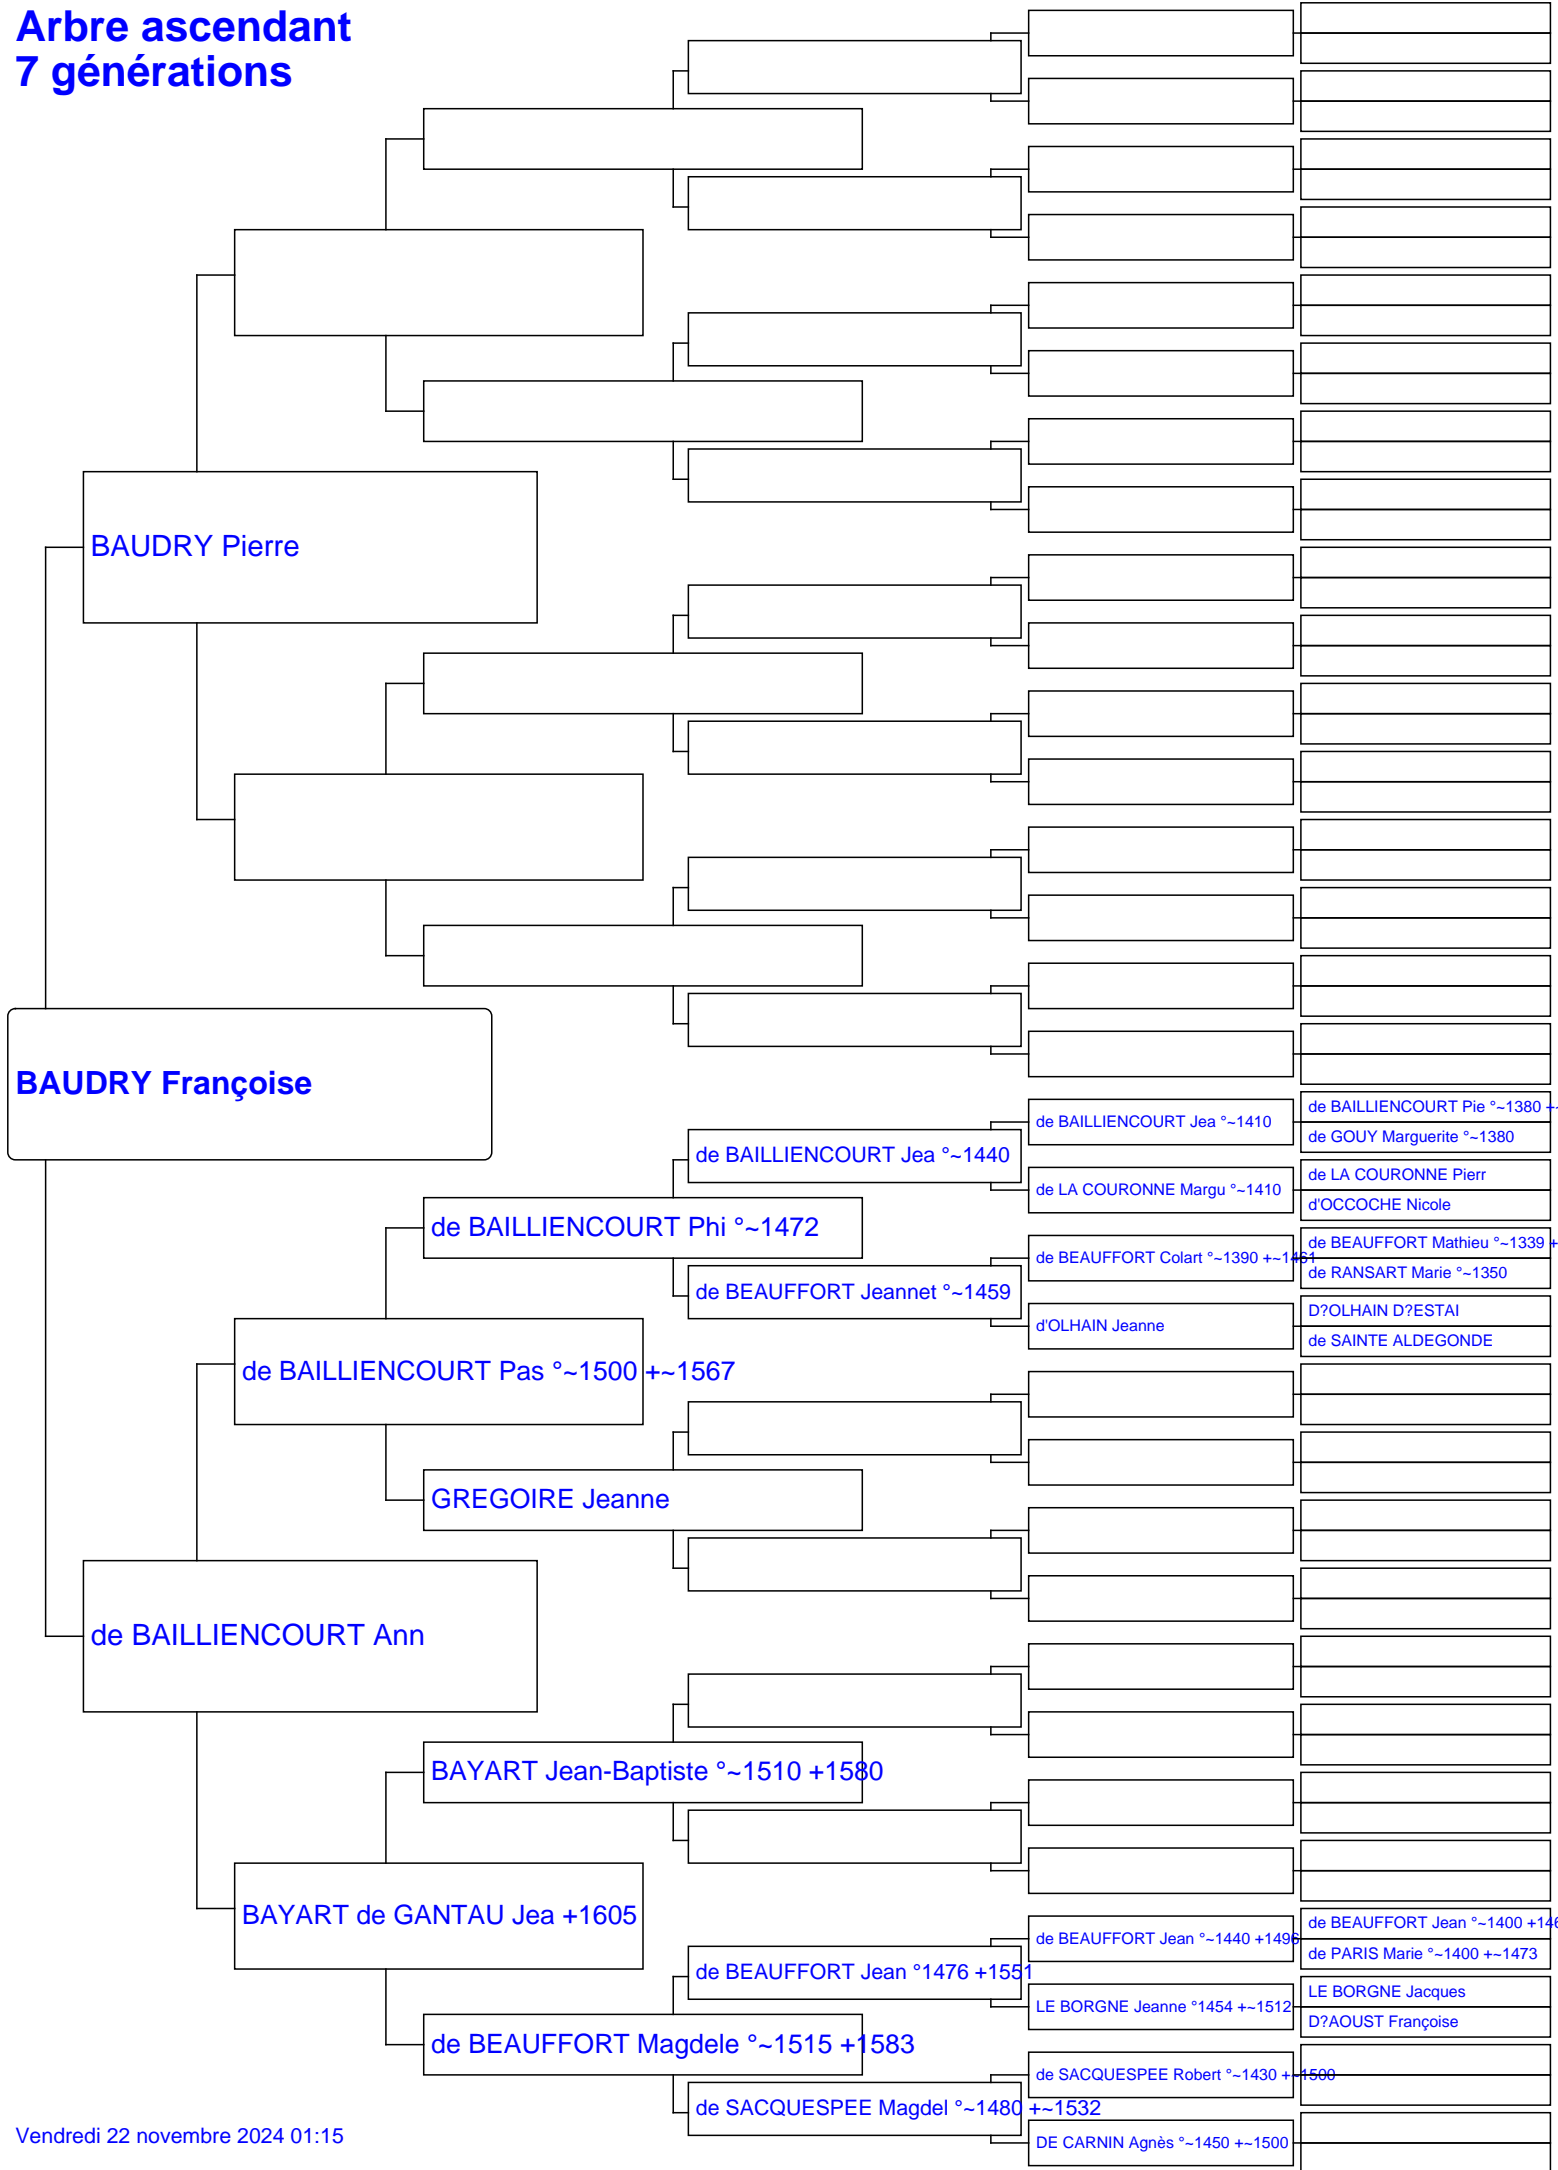 Arbre ascendant
7 générations
BAUDRY Pierre
BAUDRY Françoise
de BAILLIENCOURT Pie °~1380 +~
de BAILLIENCOURT Jea °~1410
de GOUY Marguerite °~1380
de BAILLIENCOURT Jea °~1440
de LA COURONNE Pierr
de LA COURONNE Margu °~1410
d'OCCOCHE Nicole
de BAILLIENCOURT Phi °~1472
de BEAUFFORT Mathieu °~1339 +
de BEAUFFORT Colart °~1390 +~1461
de RANSART Marie °~1350
de BEAUFFORT Jeannet °~1459
D?OLHAIN D?ESTAI
d'OLHAIN Jeanne
de SAINTE ALDEGONDE
de BAILLIENCOURT Pas °~1500 +~1567
GREGOIRE Jeanne
de BAILLIENCOURT Ann
BAYART Jean-Baptiste °~1510 +1580
BAYART de GANTAU Jea +1605
de BEAUFFORT Jean °~1400 +146
de BEAUFFORT Jean °~1440 +1496
de PARIS Marie °~1400 +~1473
de BEAUFFORT Jean °1476 +1551
LE BORGNE Jacques
LE BORGNE Jeanne °1454 +~1512
D?AOUST Françoise
de BEAUFFORT Magdele °~1515 +1583
de SACQUESPEE Robert °~1430 +~1500
de SACQUESPEE Magdel °~1480 +~1532
DE CARNIN Agnès °~1450 +~1500
Vendredi 22 novembre 2024 01:15